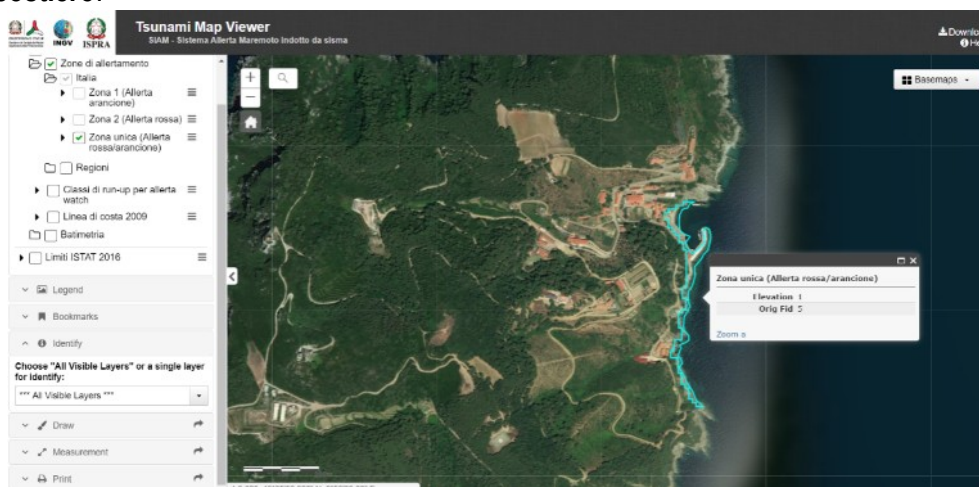 Tsunami Map Viewer
SIAM - Sistema Allerta Maremoto Indotto da sisma
INGV
ISPRA
Zone di allertamento
Italia
Zona 1 (Allerta
arancione)
Zona 2 (Allerta rossa)
Zona unica (Allerta
rossa/arancione)
Regioni
Classi di run-up per allerta
watch
Linea di costa 2009
Batimetria
Limiti ISTAT 2016
Legend
Bookmarks
Identify
Choose "All Visible Layers" or a single layer
for identify:
*** All Visible Layers ***
Draw
Measurement
Print
Basemaps
Zona unica (Allerta rossa/arancione)
Elevation 1
Orig Fid 5
Zoom a